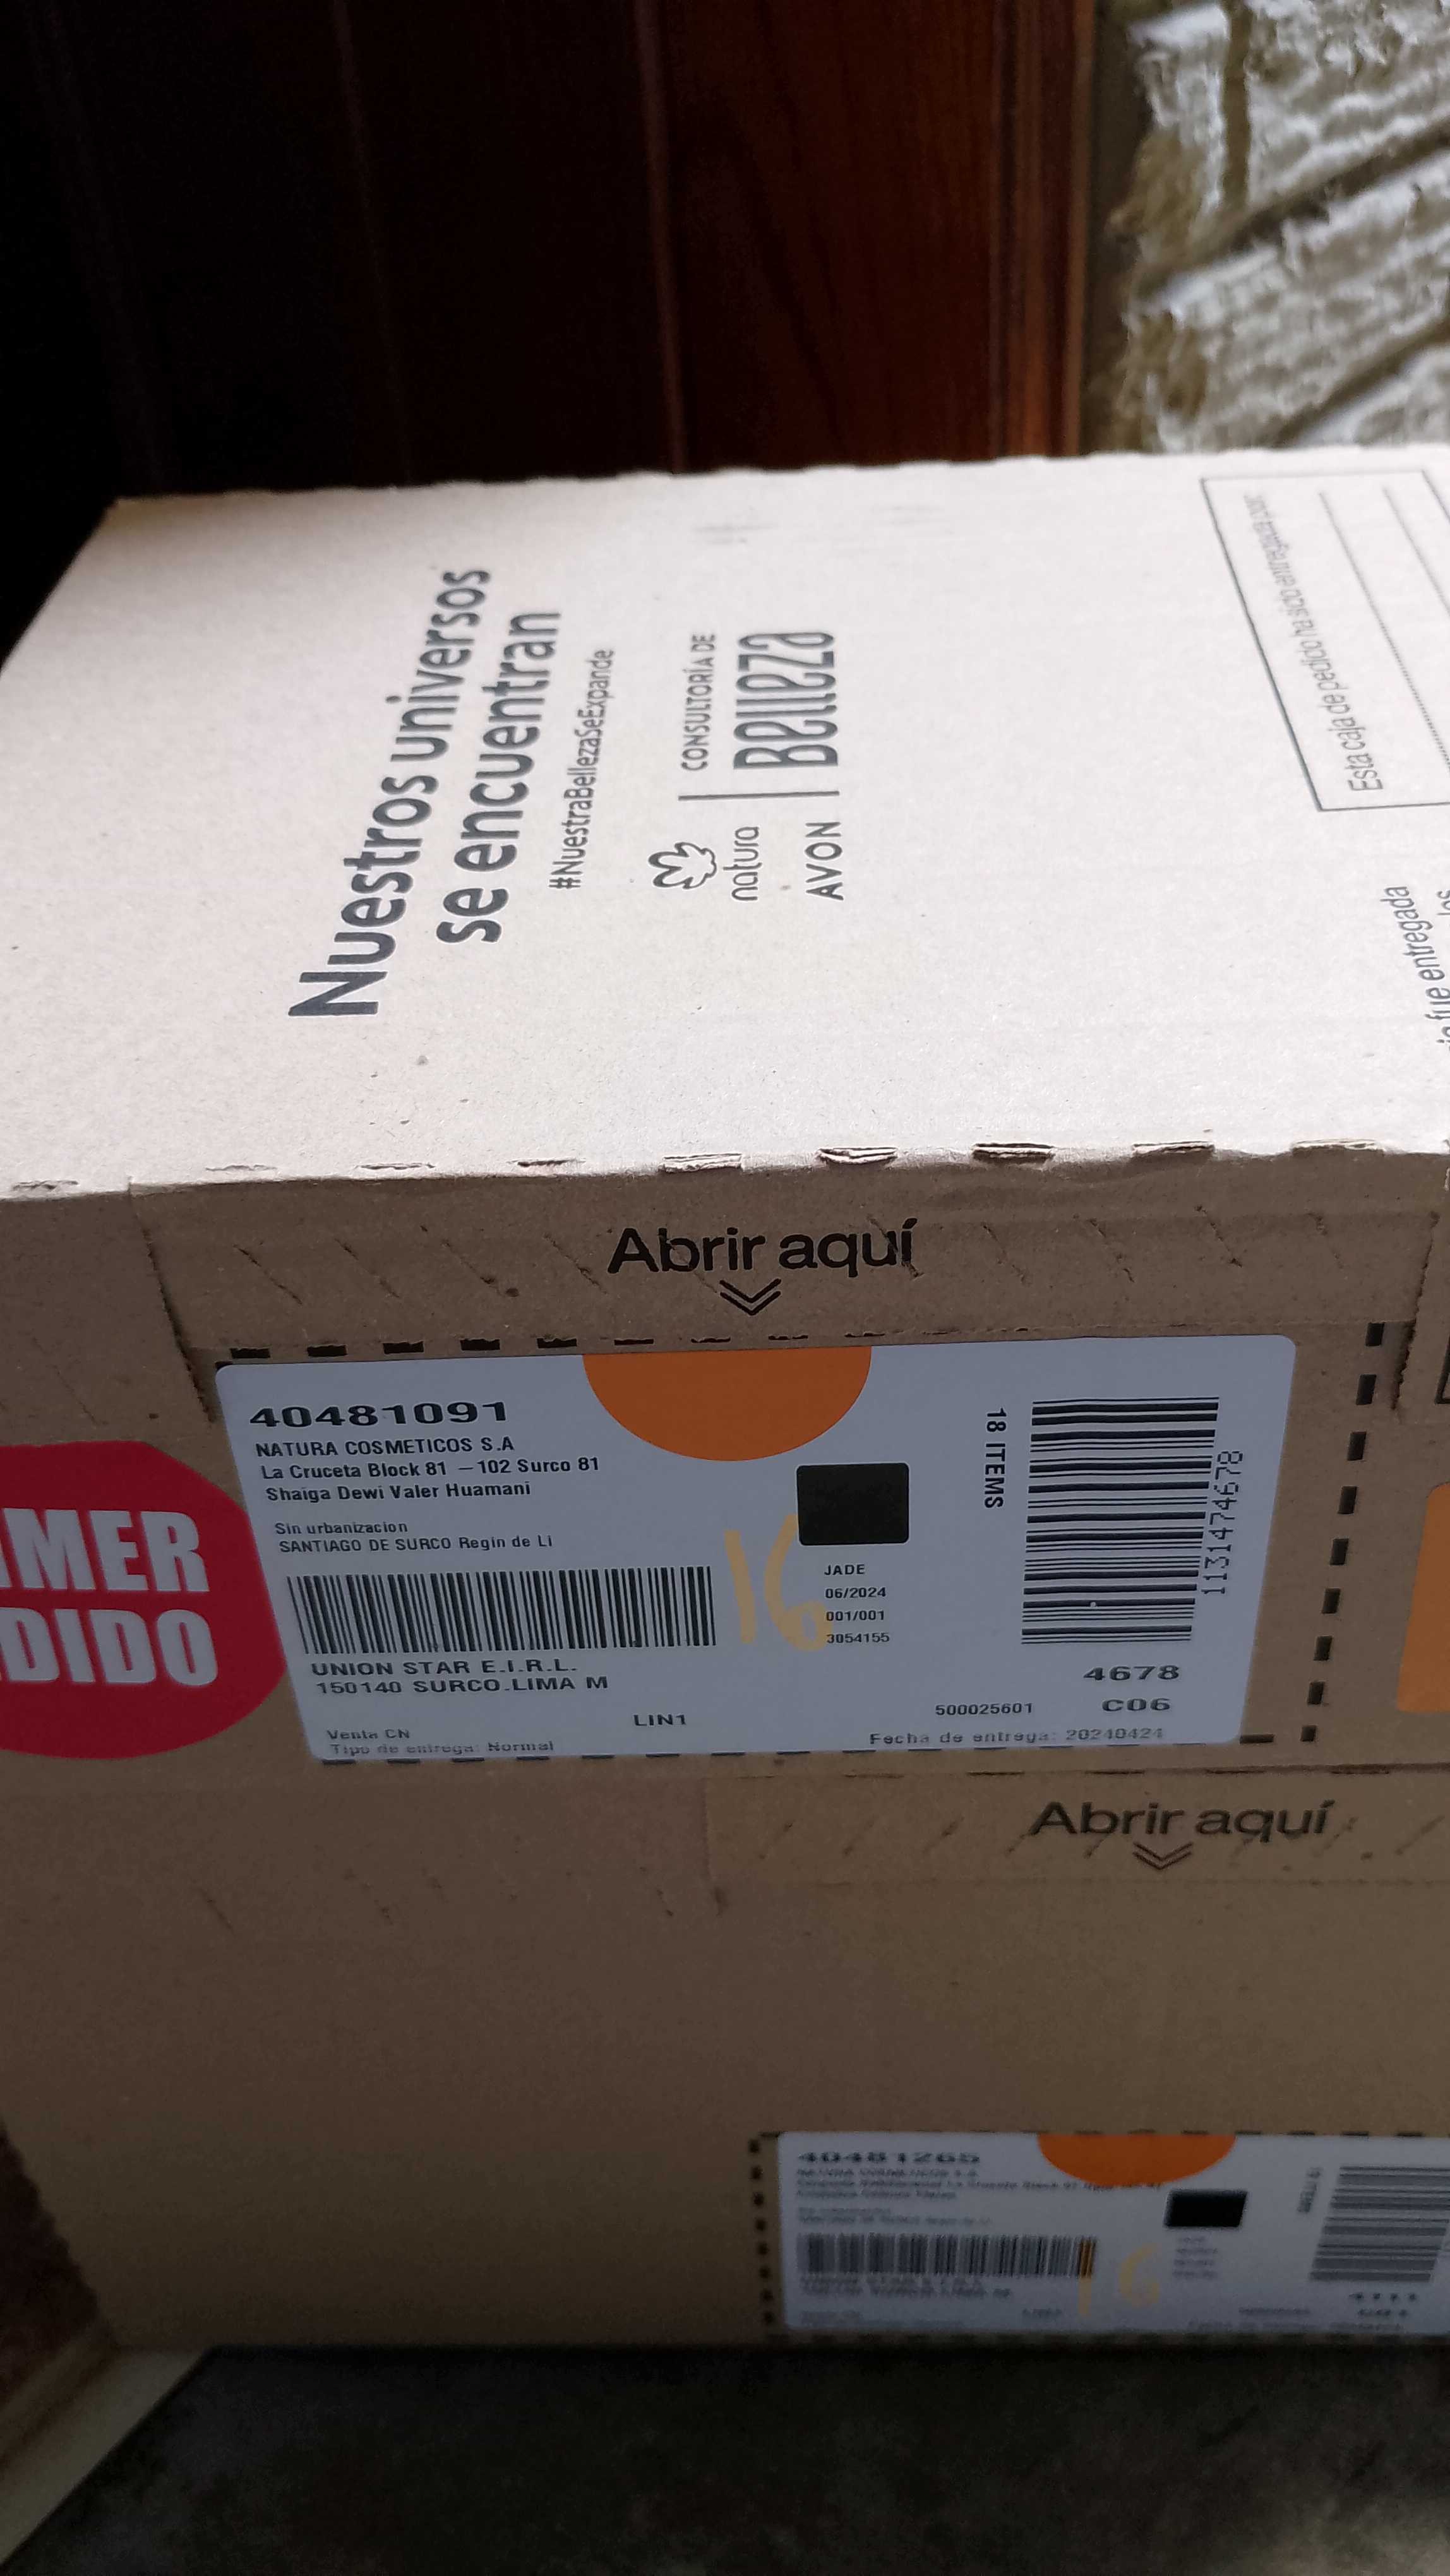 Nuestros universos
se encuentran
#NuestraBellezaSeExpande
natura
AVON
CONSULTORÍA DE
Belleza
Esta caja de pedido ha sido entregada por:
fue entregada
Abrir aquí
IMER
DIDO
40481091
NATURA COSMETICOS S.A
La Cruceta Block 81 – 102 Surco 81
Shaiga Dewi Valer Huamani
Sin urbanizacion
SANTIAGO DE SURCO Regin de Li
16
JADE
06/2024
001/001
3054155
18 ITEMS
1131474678
UNION STAR E.I.R.L.
150140 SURCO.LIMA M
4678
500025601
C06
LIN1
Venta CN
Tipo de entrega: Normal
Fecha de entrega: 20240424
Abrir aquí
40481265
16